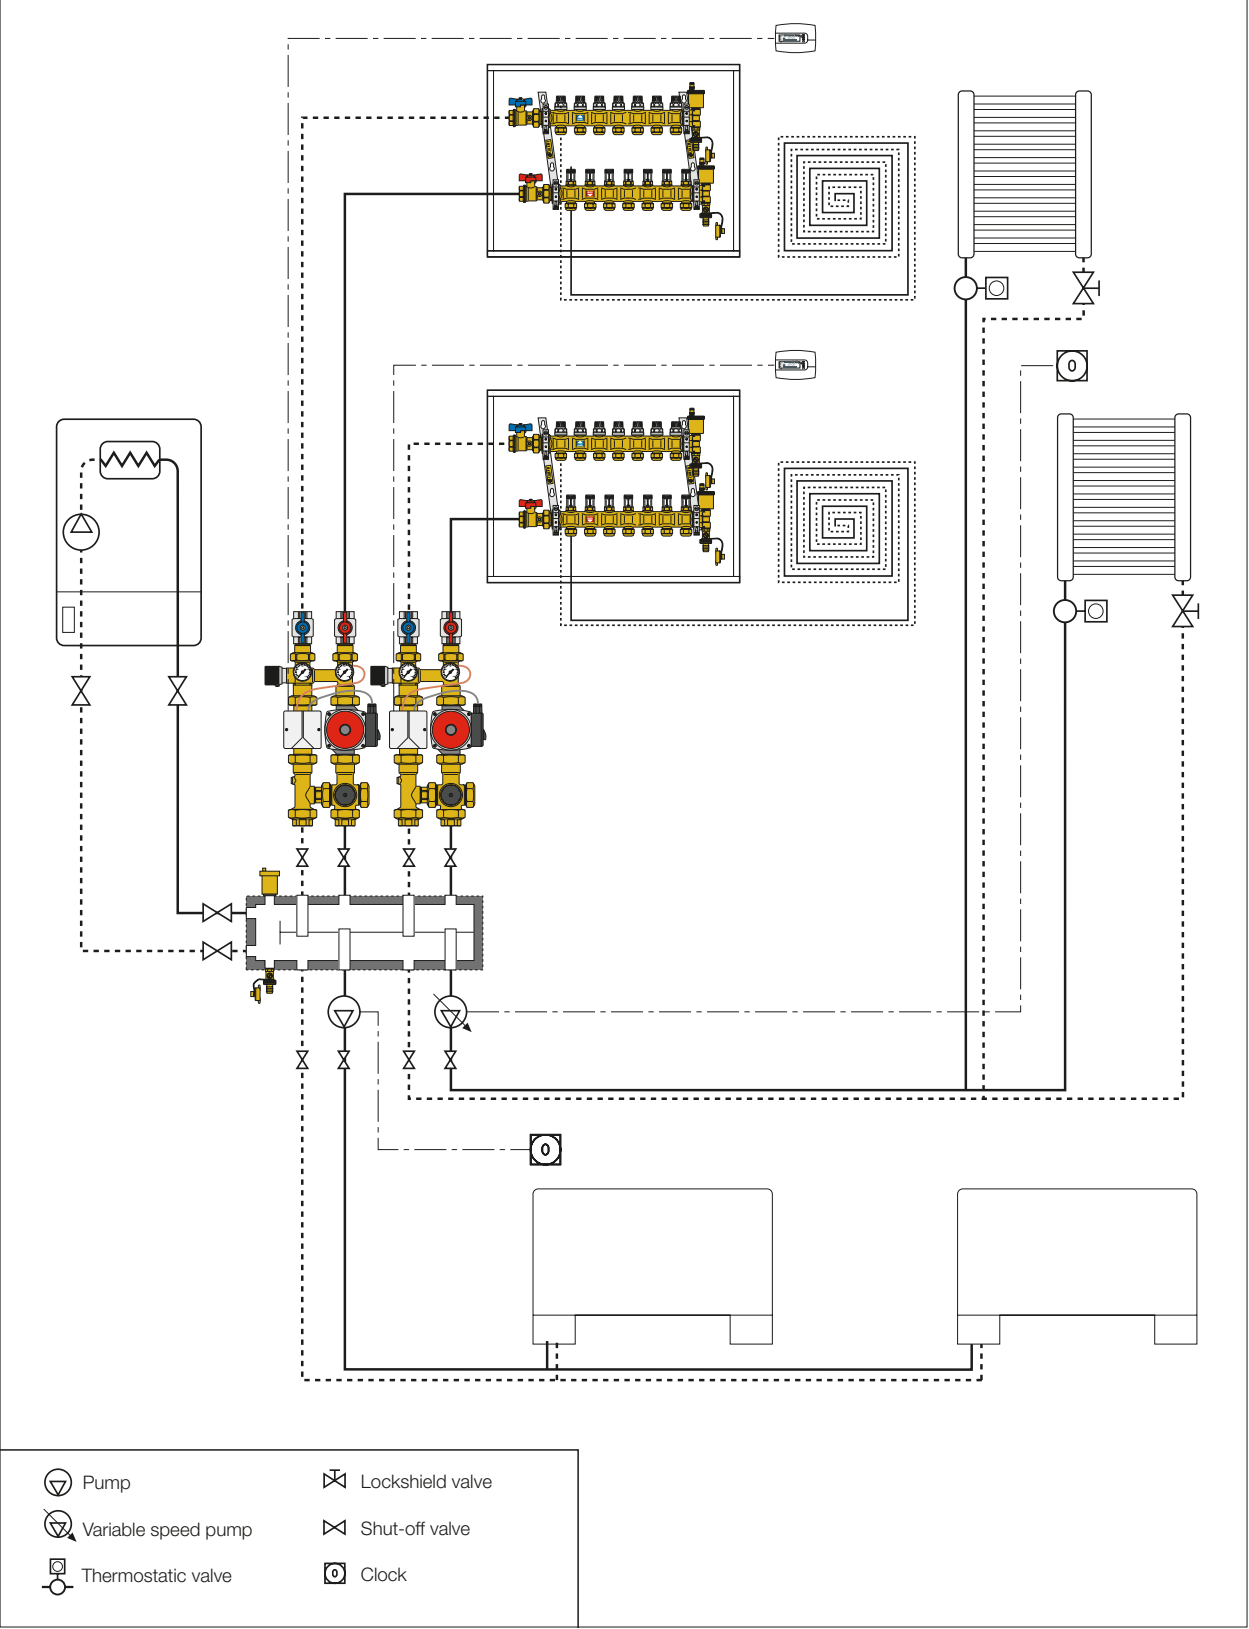 Pump
Variable speed pump
Thermostatic valve
Lockshield valve
Shut-off valve
Clock